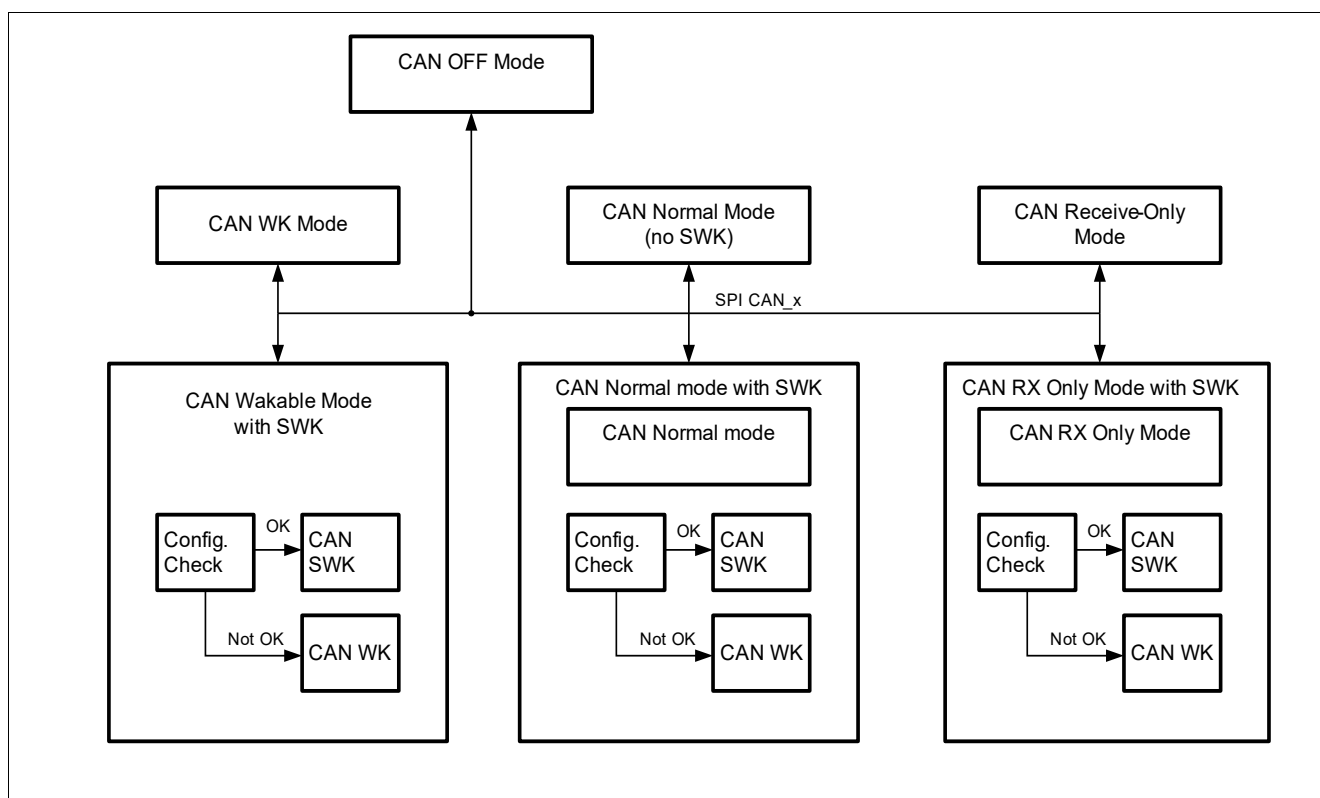 CAN OFF Mode
CAN WK Mode
CAN Normal Mode
(no SWK)
CAN Receive-Only
Mode
SPI CAN_x
CAN Wakable Mode
with SWK
Config.
Check
OK
CAN
SWK
Not OK
CAN WK
CAN Normal mode with SWK
CAN Normal mode
Config.
Check
OK
CAN
SWK
Not OK
CAN WK
CAN RX Only Mode with SWK
CAN RX Only Mode
Config.
Check
OK
CAN
SWK
Not OK
CAN WK